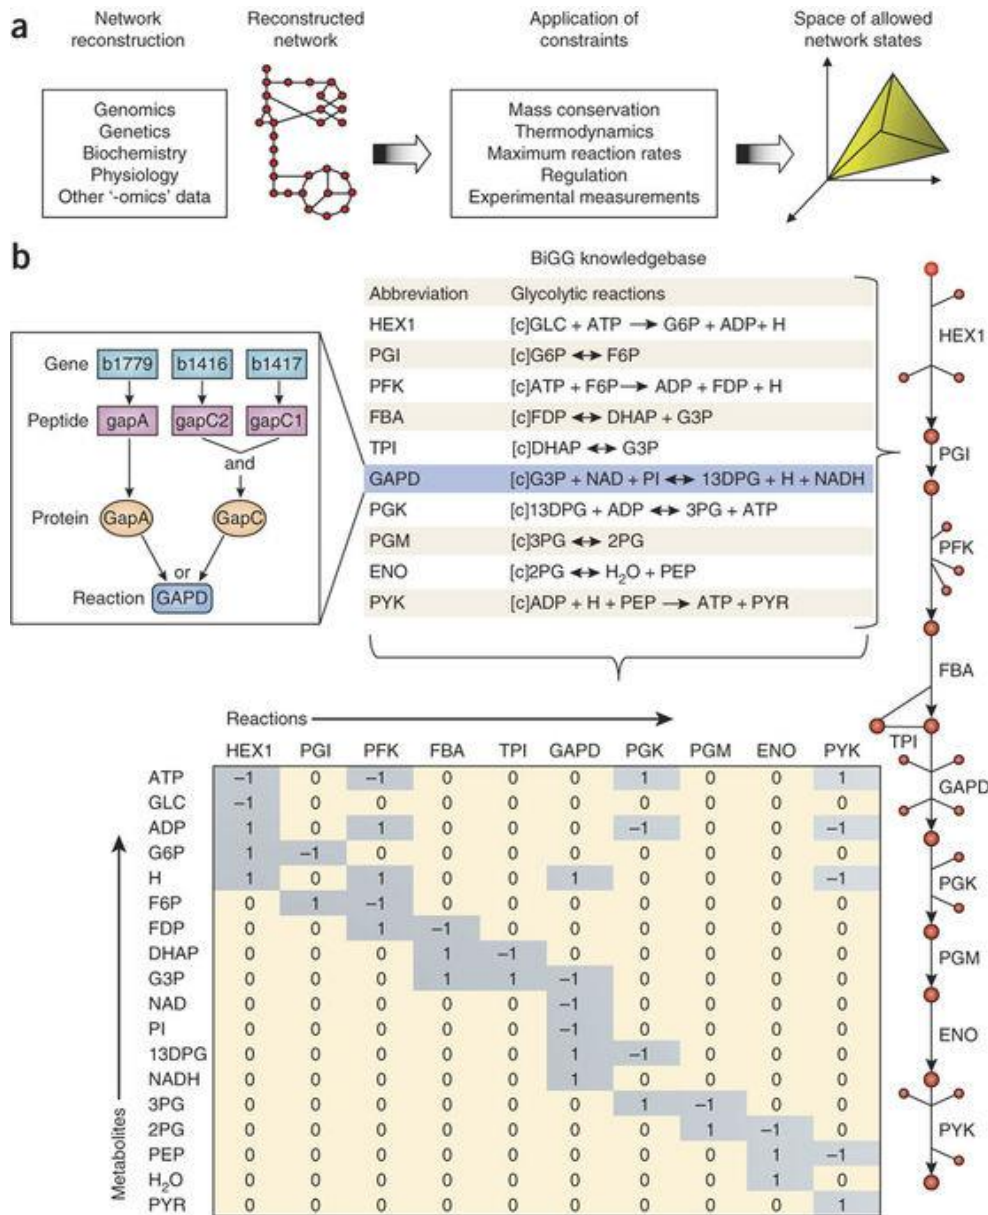 a
Network reconstruction
Reconstructed network
Application of constraints
Space of allowed network states
Genomics
Genetics
Biochemistry
Physiology
Other '-omics' data
Mass conservation
Thermodynamics
Maximum reaction rates
Regulation
Experimental measurements
b
BiGG knowledgebase
Abbreviation Glycolytic reactions
HEX1 [c]GLC + ATP → G6P + ADP+ H
PGI [c]G6P ↔ F6P
PFK [c]ATP + F6P → ADP + FDP + H
FBA [c]FDP ↔ DHAP + G3P
TPI [c]DHAP ↔ G3P
GAPD [c]G3P + NAD + PI ↔ 13DPG + H + NADH
PGK [c]13DPG + ADP ↔ 3PG + ATP
PGM [c]3PG ↔ 2PG
ENO [c]2PG ↔ H₂O + PEP
PYK [c]ADP + H + PEP → ATP + PYR
Gene b1779 b1416 b1417
Peptide gapA gapC2 gapC1
and
Protein GapA GapC
or
Reaction GAPD
HEX1
PGI
PFK
FBA
TPI
GAPD
PGK
PGM
ENO
PYK
Reactions
HEX1 PGI PFK FBA TPI GAPD PGK PGM ENO PYK
Metabolites
ATP –1 0 –1 0 0 0 1 0 0 1
GLC –1 0 0 0 0 0 0 0 0 0
ADP 1 0 1 0 0 0 –1 0 0 –1
G6P 1 –1 0 0 0 0 0 0 0 0
H 1 0 1 0 0 1 0 0 0 –1
F6P 0 1 –1 0 0 0 0 0 0 0
FDP 0 0 1 –1 0 0 0 0 0 0
DHAP 0 0 0 1 –1 0 0 0 0 0
G3P 0 0 0 1 1 –1 0 0 0 0
NAD 0 0 0 0 0 –1 0 0 0 0
PI 0 0 0 0 0 –1 0 0 0 0
13DPG 0 0 0 0 0 1 –1 0 0 0
NADH 0 0 0 0 0 1 0 0 0 0
3PG 0 0 0 0 0 0 1 –1 0 0
2PG 0 0 0 0 0 0 0 1 –1 0
PEP 0 0 0 0 0 0 0 0 1 –1
H₂O 0 0 0 0 0 0 0 0 1 0
PYR 0 0 0 0 0 0 0 0 0 1